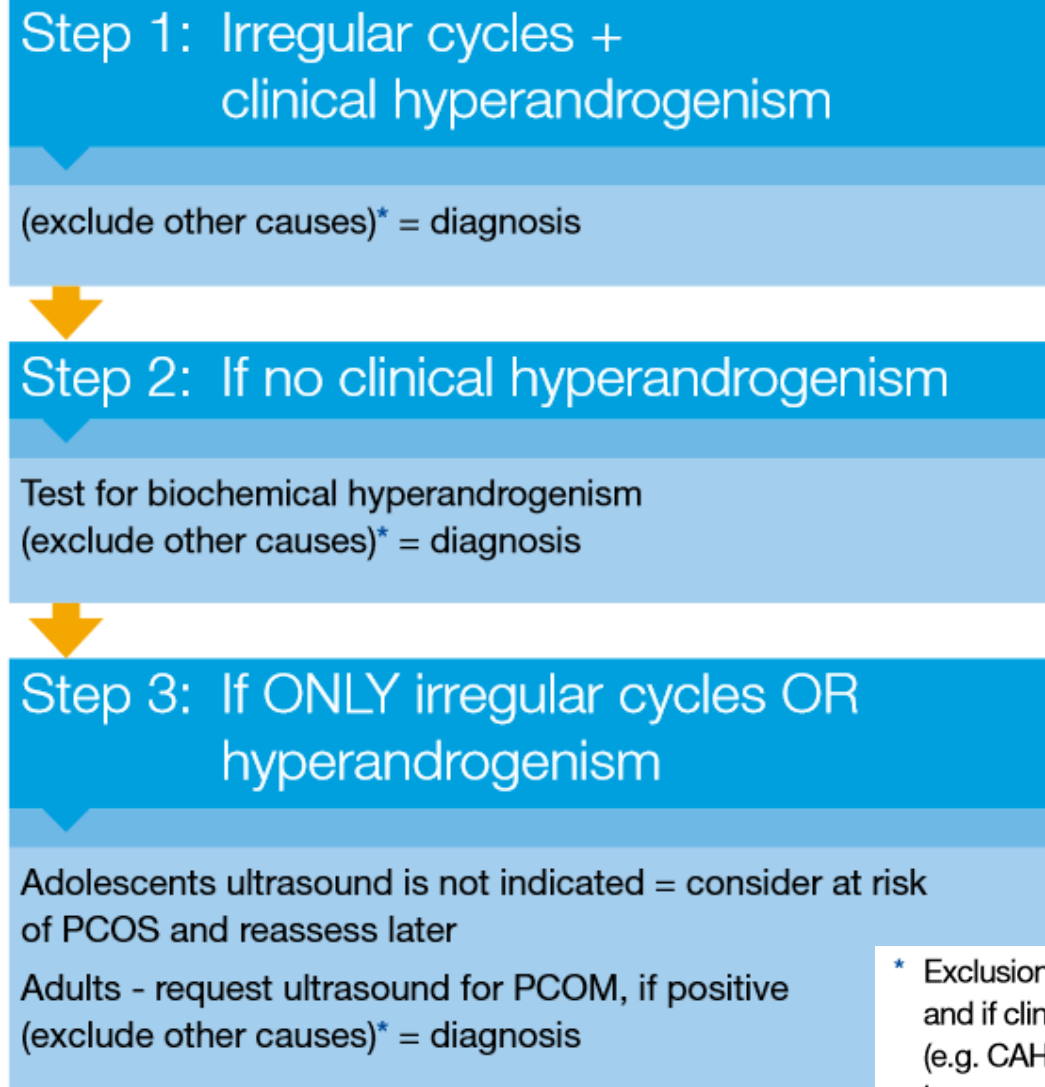 Step 1: Irregular cycles +
clinical hyperandrogenism
(exclude other causes)* = diagnosis
Step 2: If no clinical hyperandrogenism
Test for biochemical hyperandrogenism
(exclude other causes)* = diagnosis
Step 3: If ONLY irregular cycles OR
hyperandrogenism
Adolescents ultrasound is not indicated = consider at risk
of PCOS and reassess later
Adults - request ultrasound for PCOM, if positive
(exclude other causes)* = diagnosis
* Exclusion
and if clin
(e.g. CAH